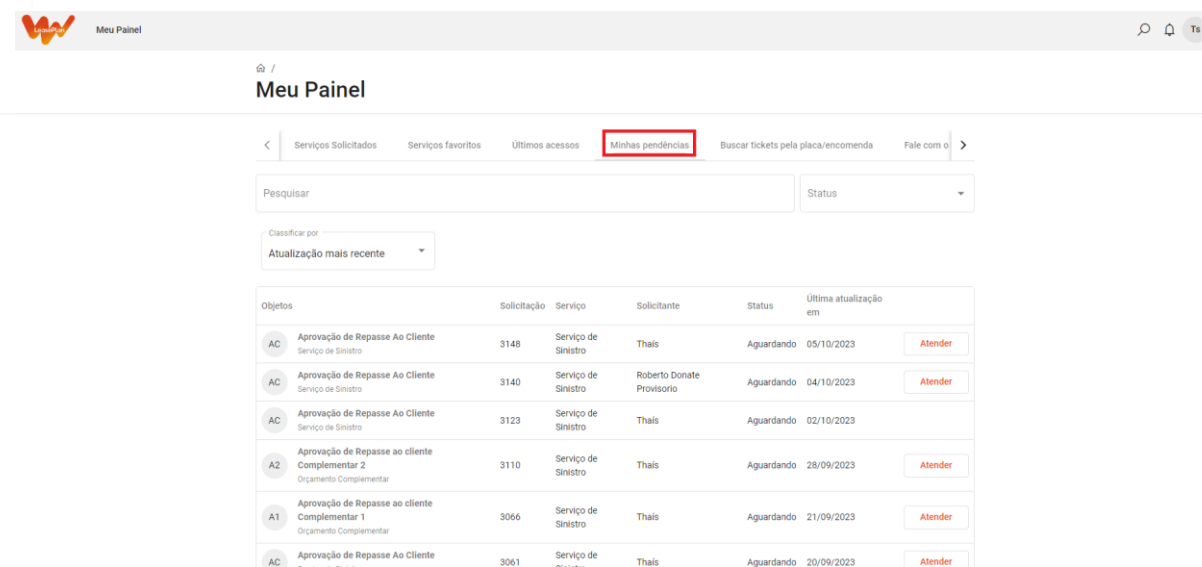 LeasePlan
Meu Painel
Ts
/
Meu Painel
Serviços Solicitados
Serviços favoritos
Últimos acessos
Minhas pendências
Buscar tickets pela placa/encomenda
Fale com o
Pesquisar
Status
Classificar por
Atualização mais recente
Objetos Solicitação Serviço Solicitante Status Última atualização
em
AC Aprovação de Repasse Ao Cliente 3148 Serviço de Thaís Aguardando 05/10/2023 Atender
Serviço de Sinistro Sinistro
AC Aprovação de Repasse Ao Cliente 3140 Serviço de Roberto Donate Aguardando 04/10/2023 Atender
Serviço de Sinistro Sinistro Provisorio
AC Aprovação de Repasse Ao Cliente 3123 Serviço de Thaís Aguardando 02/10/2023
Serviço de Sinistro Sinistro
Aprovação de Repasse ao cliente
A2 Complementar 2 3110 Serviço de Thaís Aguardando 28/09/2023 Atender
Orçamento Complementar Sinistro
Aprovação de Repasse ao cliente
A1 Complementar 1 3066 Serviço de Thaís Aguardando 21/09/2023 Atender
Orçamento Complementar Sinistro
AC Aprovação de Repasse Ao Cliente 3061 Serviço de Thaís Aguardando 20/09/2023 Atender